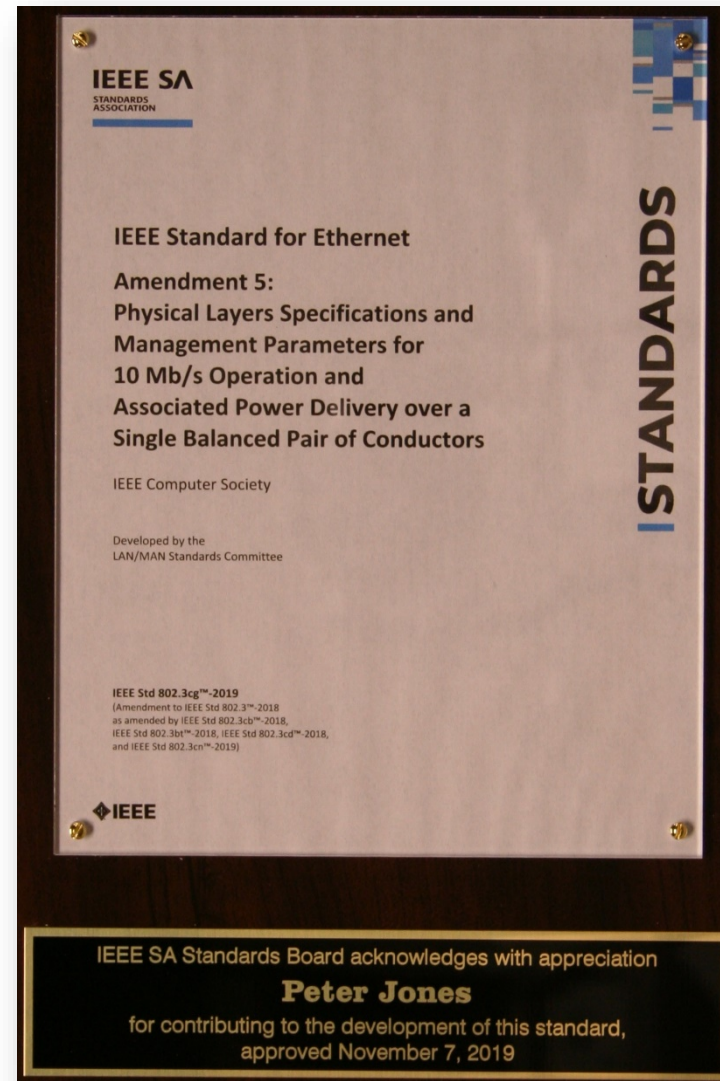 IEEE SA
STANDARDS
ASSOCIATION
STANDARDS
IEEE Standard for Ethernet
Amendment 5:
Physical Layers Specifications and
Management Parameters for
10 Mb/s Operation and
Associated Power Delivery over a
Single Balanced Pair of Conductors
IEEE Computer Society
Developed by the
LAN/MAN Standards Committee
IEEE Std 802.3cg™-2019
(Amendment to IEEE Std 802.3™-2018
as amended by IEEE Std 802.3cb™-2018,
IEEE Std 802.3bt™-2018, IEEE Std 802.3cd™-2018,
and IEEE Std 802.3cn™-2019)
IEEE
IEEE SA Standards Board acknowledges with appreciation
Peter Jones
for contributing to the development of this standard,
approved November 7, 2019